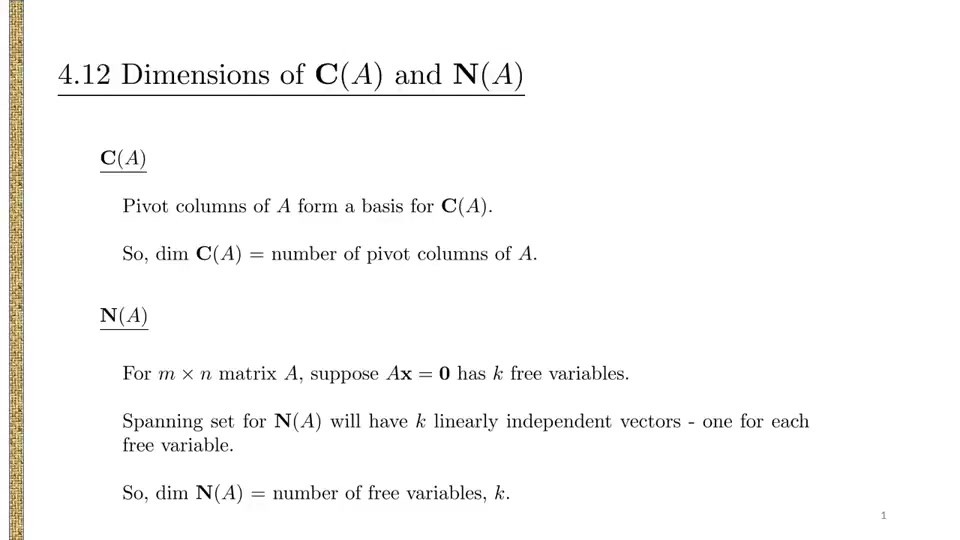 4.12 Dimensions of C(A) and N(A)
C(A)
Pivot columns of A form a basis for C(A).
So, dim C(A) = number of pivot columns of A.
N(A)
For m × n matrix A, suppose Ax = 0 has k free variables.
Spanning set for N(A) will have k linearly independent vectors - one for each
free variable.
So, dim N(A) = number of free variables, k.
1